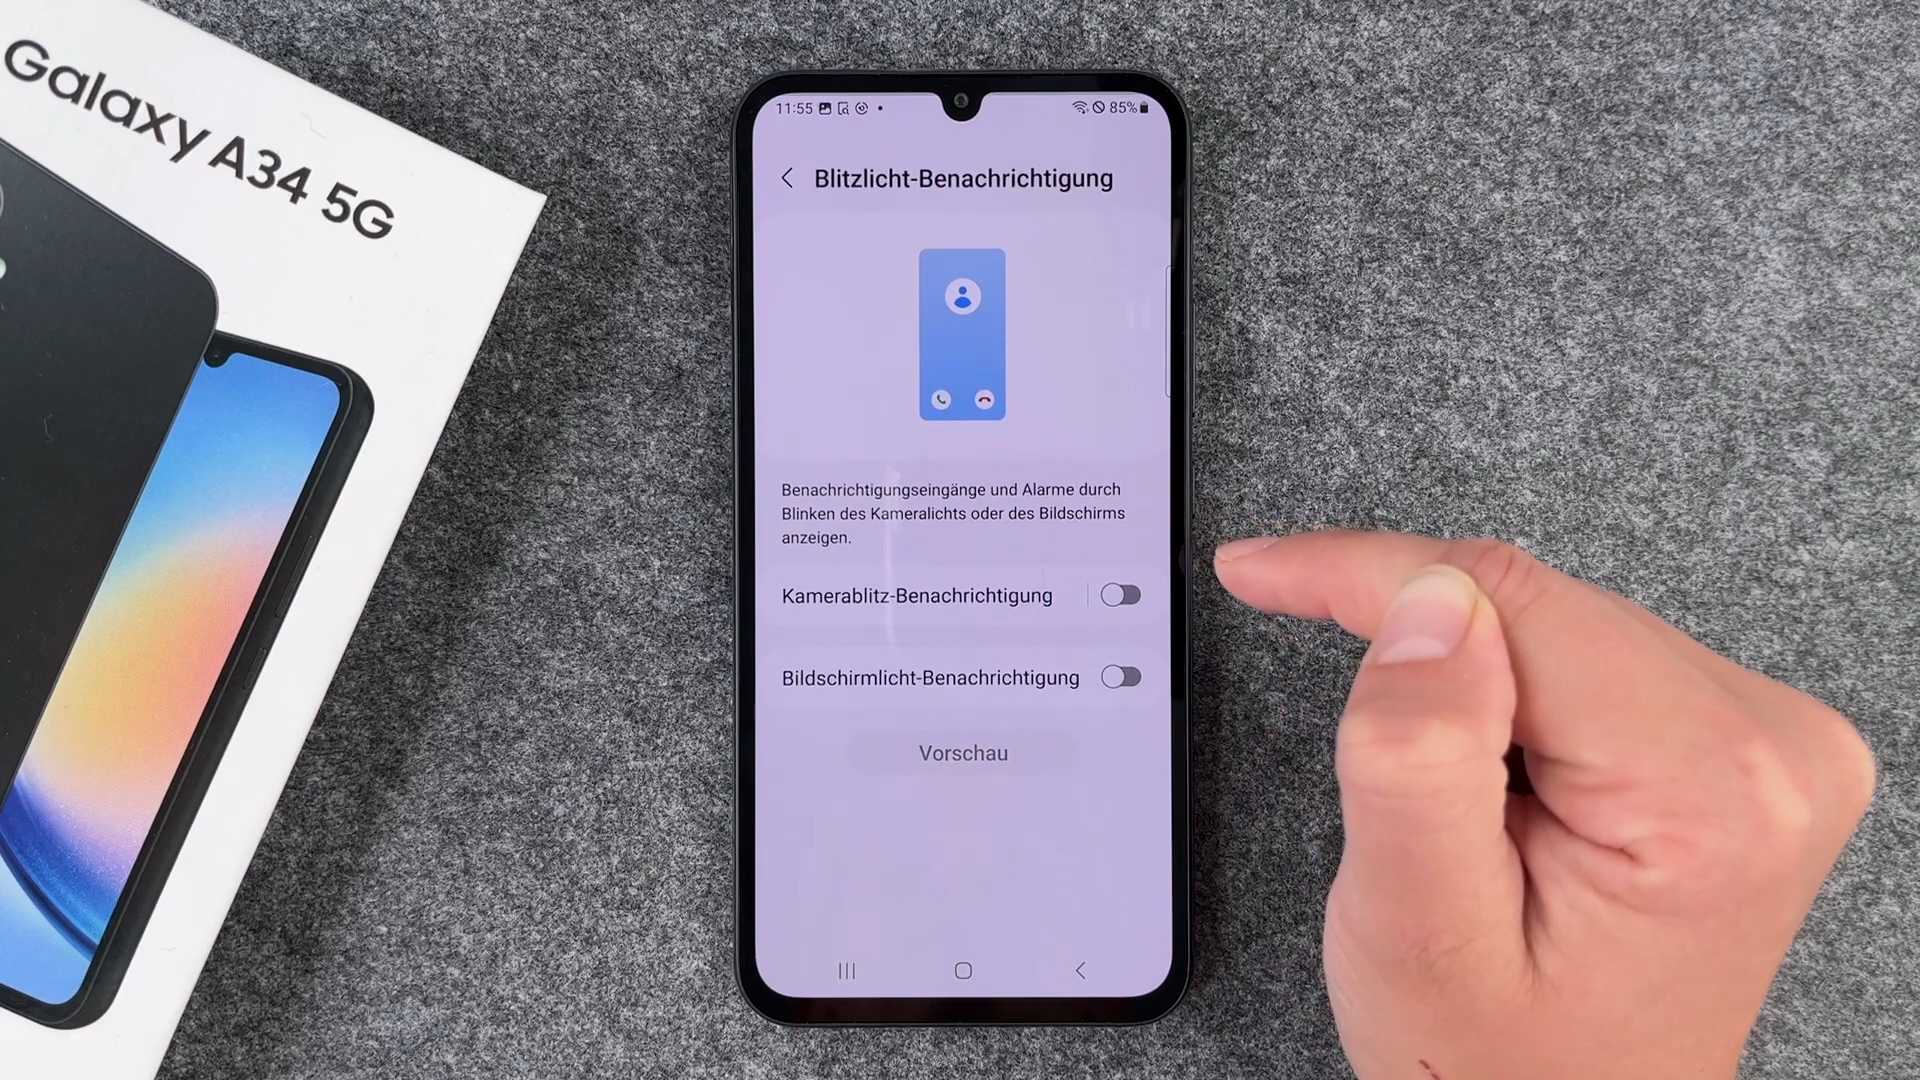 Galaxy A34 5G
11:55
85%
Blitzlicht-Benachrichtigung
Benachrichtigungseingänge und Alarme durch
Blinken des Kameralichts oder des Bildschirms
anzeigen.
Kamerablitz-Benachrichtigung
Bildschirmlicht-Benachrichtigung
Vorschau